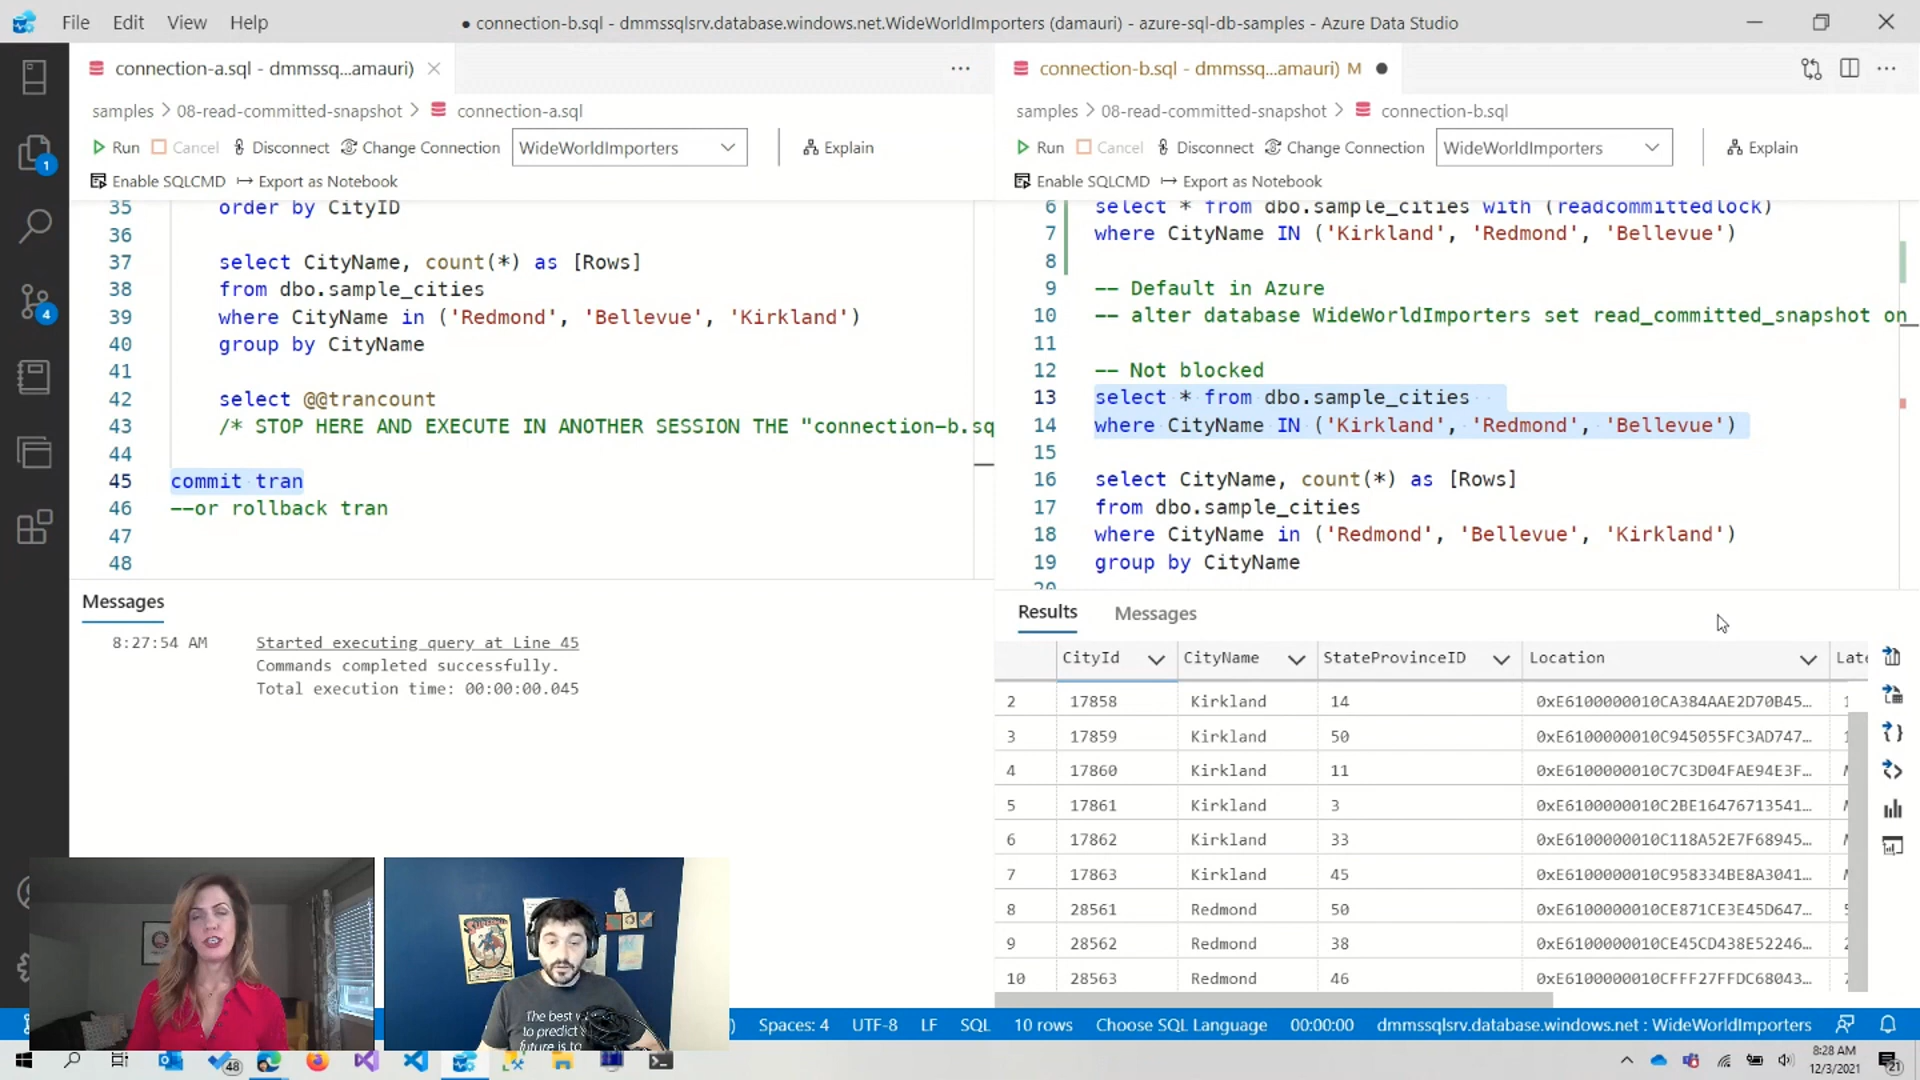 File Edit View Help
● connection-b.sql - dmmssqlsrv.database.windows.net.WideWorldImporters (damauri) - azure-sql-db-samples - Azure Data Studio
connection-a.sql - dmmssq...amauri)
samples > 08-read-committed-snapshot > connection-a.sql
Run Cancel Disconnect Change Connection WideWorldImporters Explain
Enable SQLCMD Export as Notebook
35 order by CityID
36
37 select CityName, count(*) as [Rows]
38 from dbo.sample_cities
39 where CityName in ('Redmond', 'Bellevue', 'Kirkland')
40 group by CityName
41
42 select @@trancount
43 /* STOP HERE AND EXECUTE IN ANOTHER SESSION THE "connection-b.sq
44
45 commit tran
46 --or rollback tran
47
48
Messages
8:27:54 AM Started executing query at Line 45
Commands completed successfully.
Total execution time: 00:00:00.045
connection-b.sql - dmmssq...amauri) M
samples > 08-read-committed-snapshot > connection-b.sql
Run Cancel Disconnect Change Connection WideWorldImporters Explain
Enable SQLCMD Export as Notebook
6 select * from dbo.sample_cities with (readcommittedlock)
7 where CityName IN ('Kirkland', 'Redmond', 'Bellevue')
8
9 -- Default in Azure
10 -- alter database WideWorldImporters set read_committed_snapshot on
11
12 -- Not blocked
13 select * from dbo.sample_cities
14 where CityName IN ('Kirkland', 'Redmond', 'Bellevue')
15
16 select CityName, count(*) as [Rows]
17 from dbo.sample_cities
18 where CityName in ('Redmond', 'Bellevue', 'Kirkland')
19 group by CityName
20
Results Messages
CityId CityName StateProvinceID Location Late
2 17858 Kirkland 14 0xE6100000010CA384AAE2D70B45...
3 17859 Kirkland 50 0xE6100000010C945055FC3AD747...
4 17860 Kirkland 11 0xE6100000010C7C3D04FAE94E3F...
5 17861 Kirkland 3 0xE6100000010C2BE16476713541...
6 17862 Kirkland 33 0xE6100000010C118A52E7F68945...
7 17863 Kirkland 45 0xE6100000010C958334BE8A3041...
8 28561 Redmond 50 0xE6100000010CE871CE3E45D647...
9 28562 Redmond 38 0xE6100000010CE45CD438E52246...
10 28563 Redmond 46 0xE6100000010CFFF27FFDC68043...
SUPERMAN
The best
to predict
future is to
Spaces: 4 UTF-8 LF SQL 10 rows Choose SQL Language 00:00:00 dmmssqlsrv.database.windows.net : WideWorldImporters
1
4
48
8:28 AM
12/3/2021
21